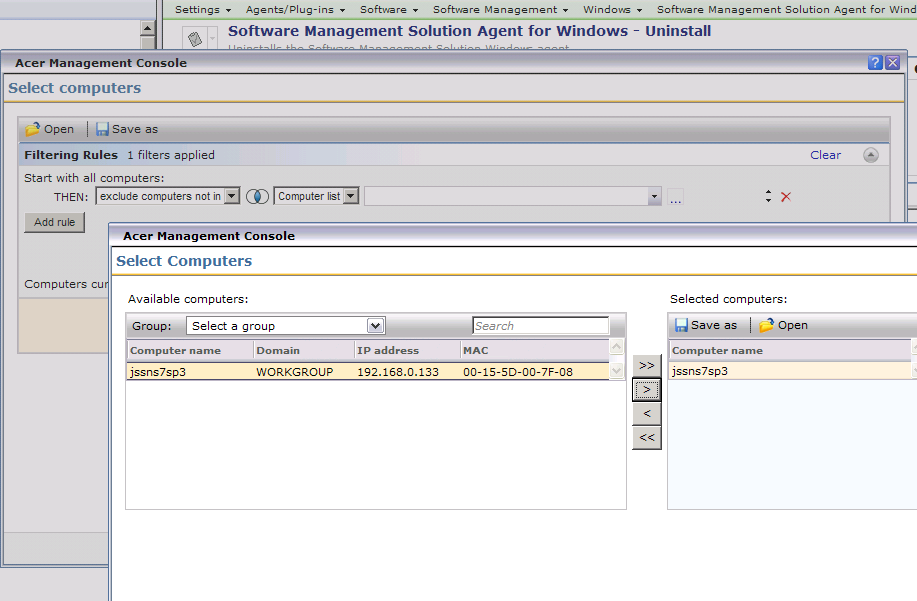 Settings Agents/Plug-ins Software Software Management Windows Software Management Solution Agent for Wind
Software Management Solution Agent for Windows - Uninstall
Uninstalls the Software Management Solution Windows agent
Acer Management Console
?
Select computers
Open Save as
Filtering Rules 1 filters applied Clear
Start with all computers:
THEN: exclude computers not in Computer list ...
Add rule
Computers cur
Acer Management Console
Select Computers
Available computers:
Group: Select a group Search
Computer name Domain IP address MAC
jssns7sp3 WORKGROUP 192.168.0.133 00-15-5D-00-7F-08
>>
>
<
<<
Selected computers:
Save as Open
Computer name
jssns7sp3